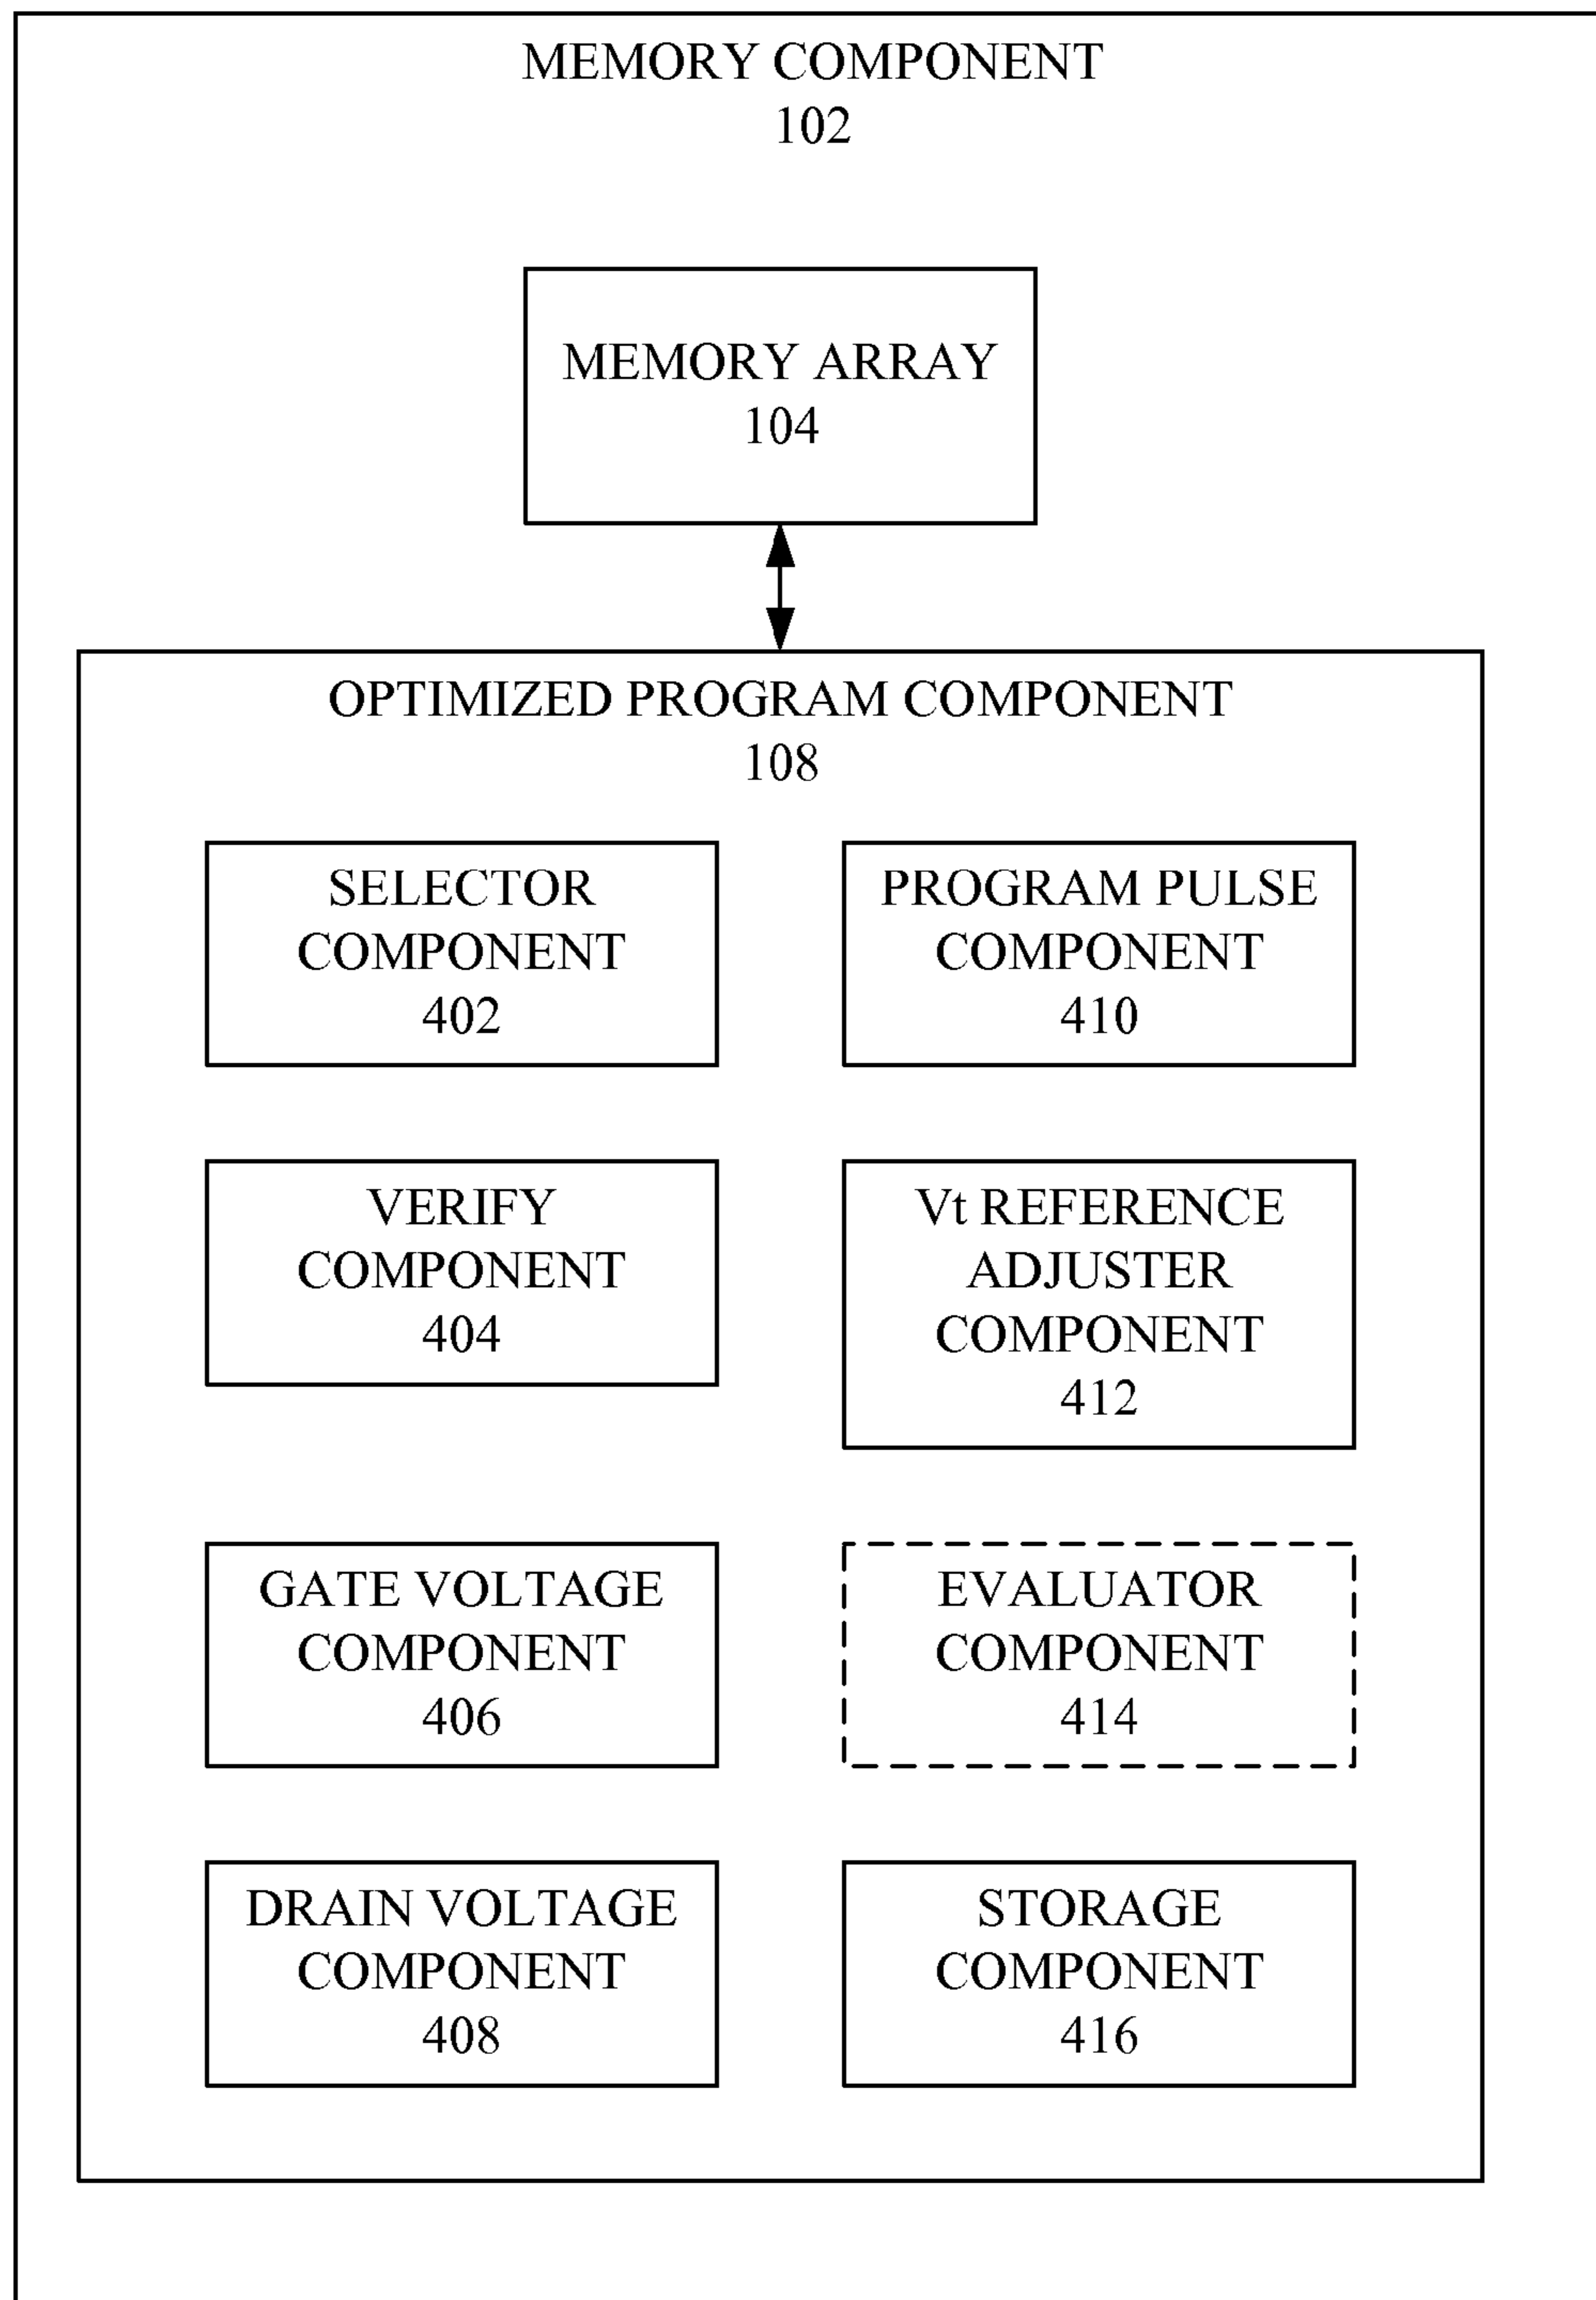 MEMORY COMPONENT
102
MEMORY ARRAY
104
OPTIMIZED PROGRAM COMPONENT
108
SELECTOR
COMPONENT
402
PROGRAM PULSE
COMPONENT
410
VERIFY
COMPONENT
404
Vt REFERENCE
ADJUSTER
COMPONENT
412
GATE VOLTAGE
COMPONENT
406
EVALUATOR
COMPONENT
414
DRAIN VOLTAGE
COMPONENT
408
STORAGE
COMPONENT
416